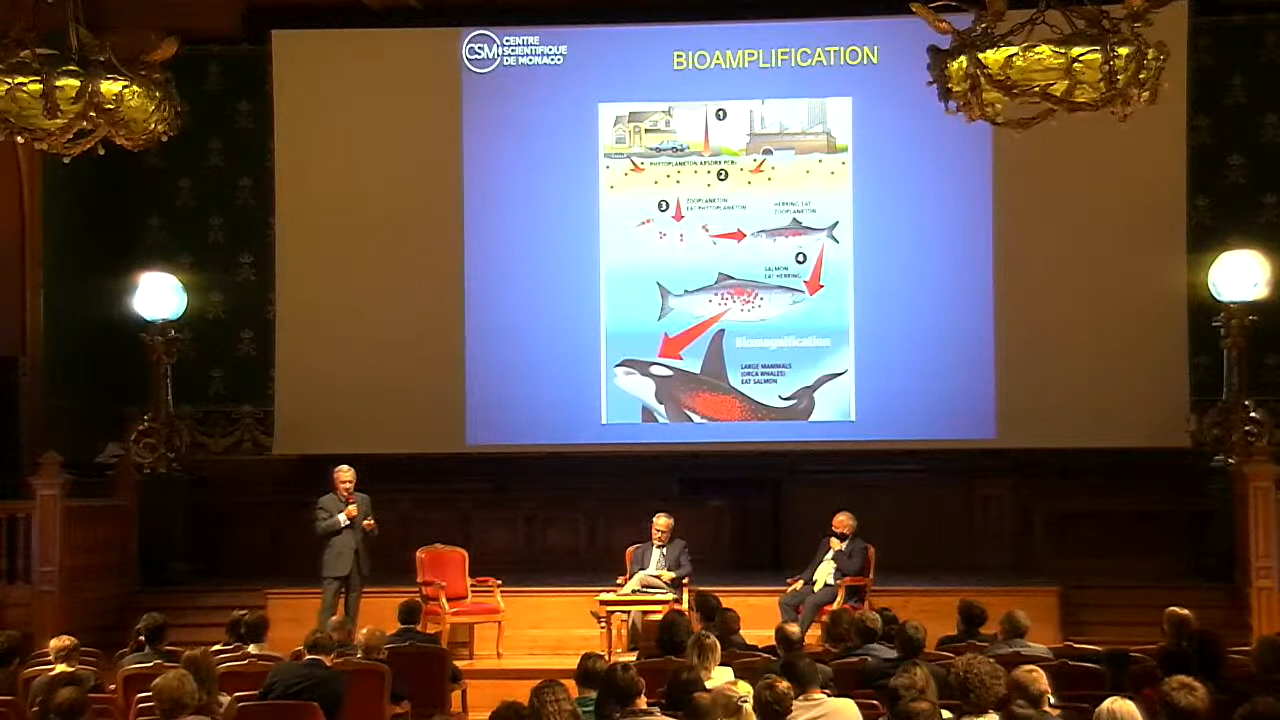 CSM
CENTRE
SCIENTIFIQUE
DE MONACO
BIOAMPLIFICATION
1
PHYTOPLANKTON ABSORB PCBs
2
3
ZOOPLANKTON
EAT PHYTOPLANKTON
HERRING EAT
ZOOPLANKTON
4
SALMON
EAT HERRING
Biomagnification
LARGE MAMMALS
(ORCA WHALES)
EAT SALMON